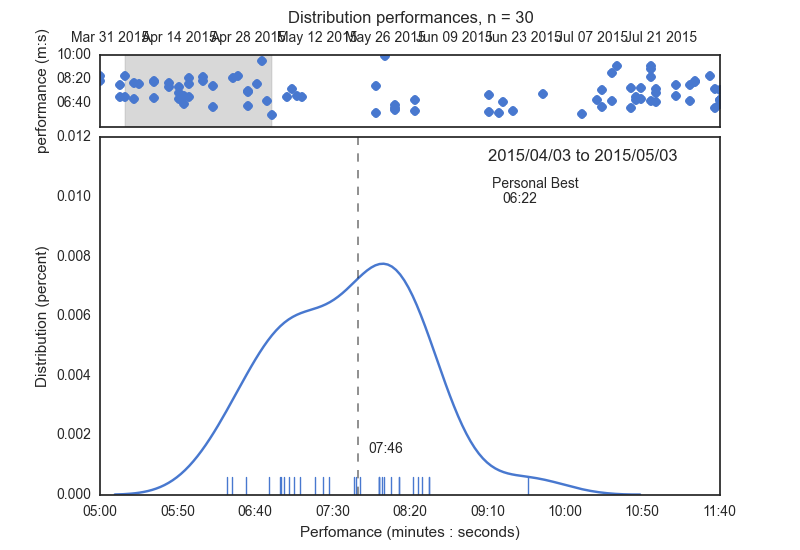 Distribution performances, n = 30
Mar 31 2015 Apr 14 2015 Apr 28 2015 May 12 2015 May 26 2015 Jun 09 2015 Jun 23 2015 Jul 07 2015 Jul 21 2015
10:00
08:20
06:40
performance (m:s)
0.012
0.010
0.008
0.006
0.004
0.002
0.000
Distribution (percent)
2015/04/03 to 2015/05/03
Personal Best
06:22
07:46
05:00 05:50 06:40 07:30 08:20 09:10 10:00 10:50 11:40
Perfomance (minutes : seconds)